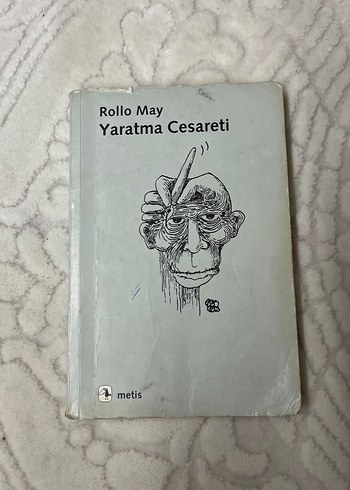 Rollo May
Yaratma Cesareti
metis